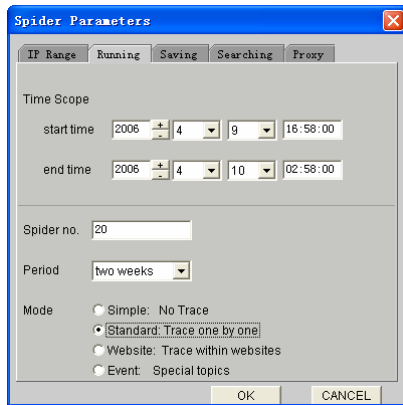 Spider Parameters
IP Range Running Saving Searching Proxy
Time Scope
start time 2006 + - 4 9 16:58:00
end time 2006 + - 4 10 02:58:00
Spider no. 20
Period two weeks
Mode Simple: No Trace
Standard: Trace one by one
Website: Trace within websites
Event: Special topics
OK CANCEL